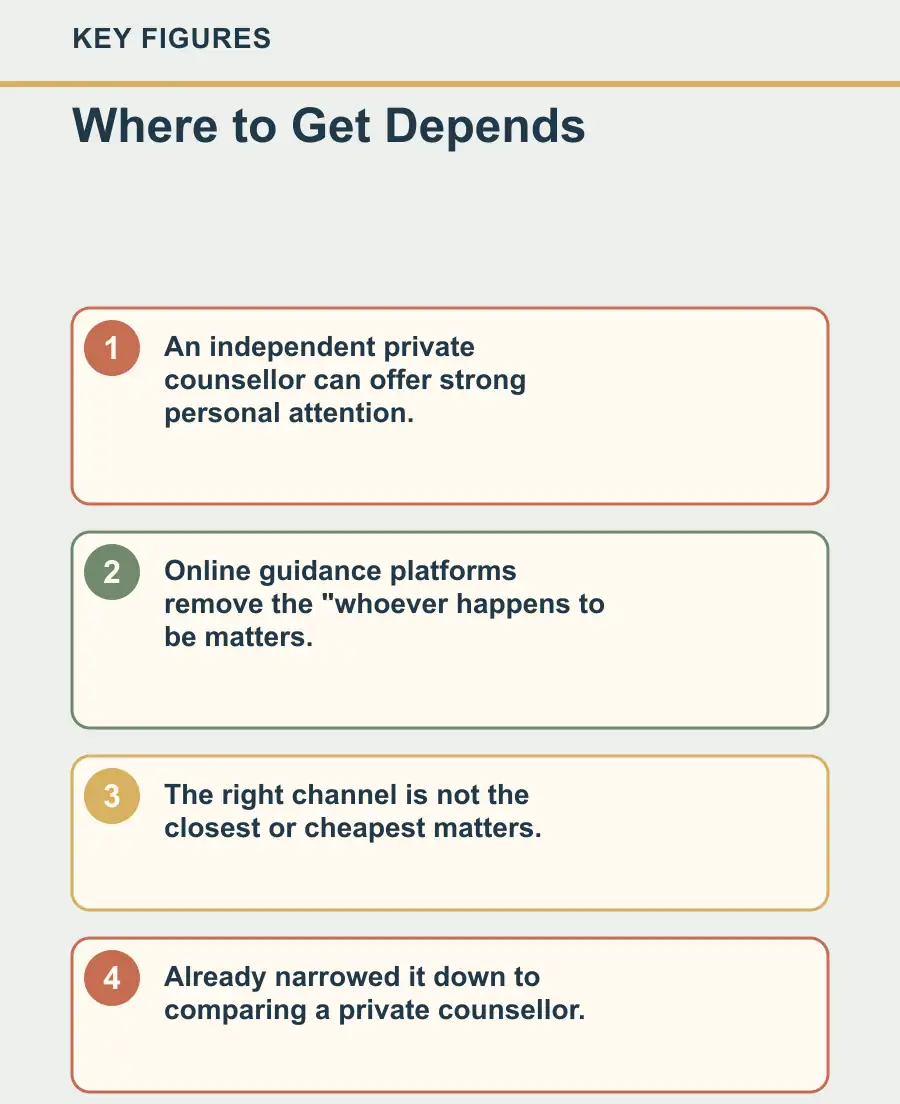 KEY FIGURES
Where to Get Depends
1
An independent private
counsellor can offer strong
personal attention.
2
Online guidance platforms
remove the "whoever happens to
be matters.
3
The right channel is not the
closest or cheapest matters.
4
Already narrowed it down to
comparing a private counsellor.